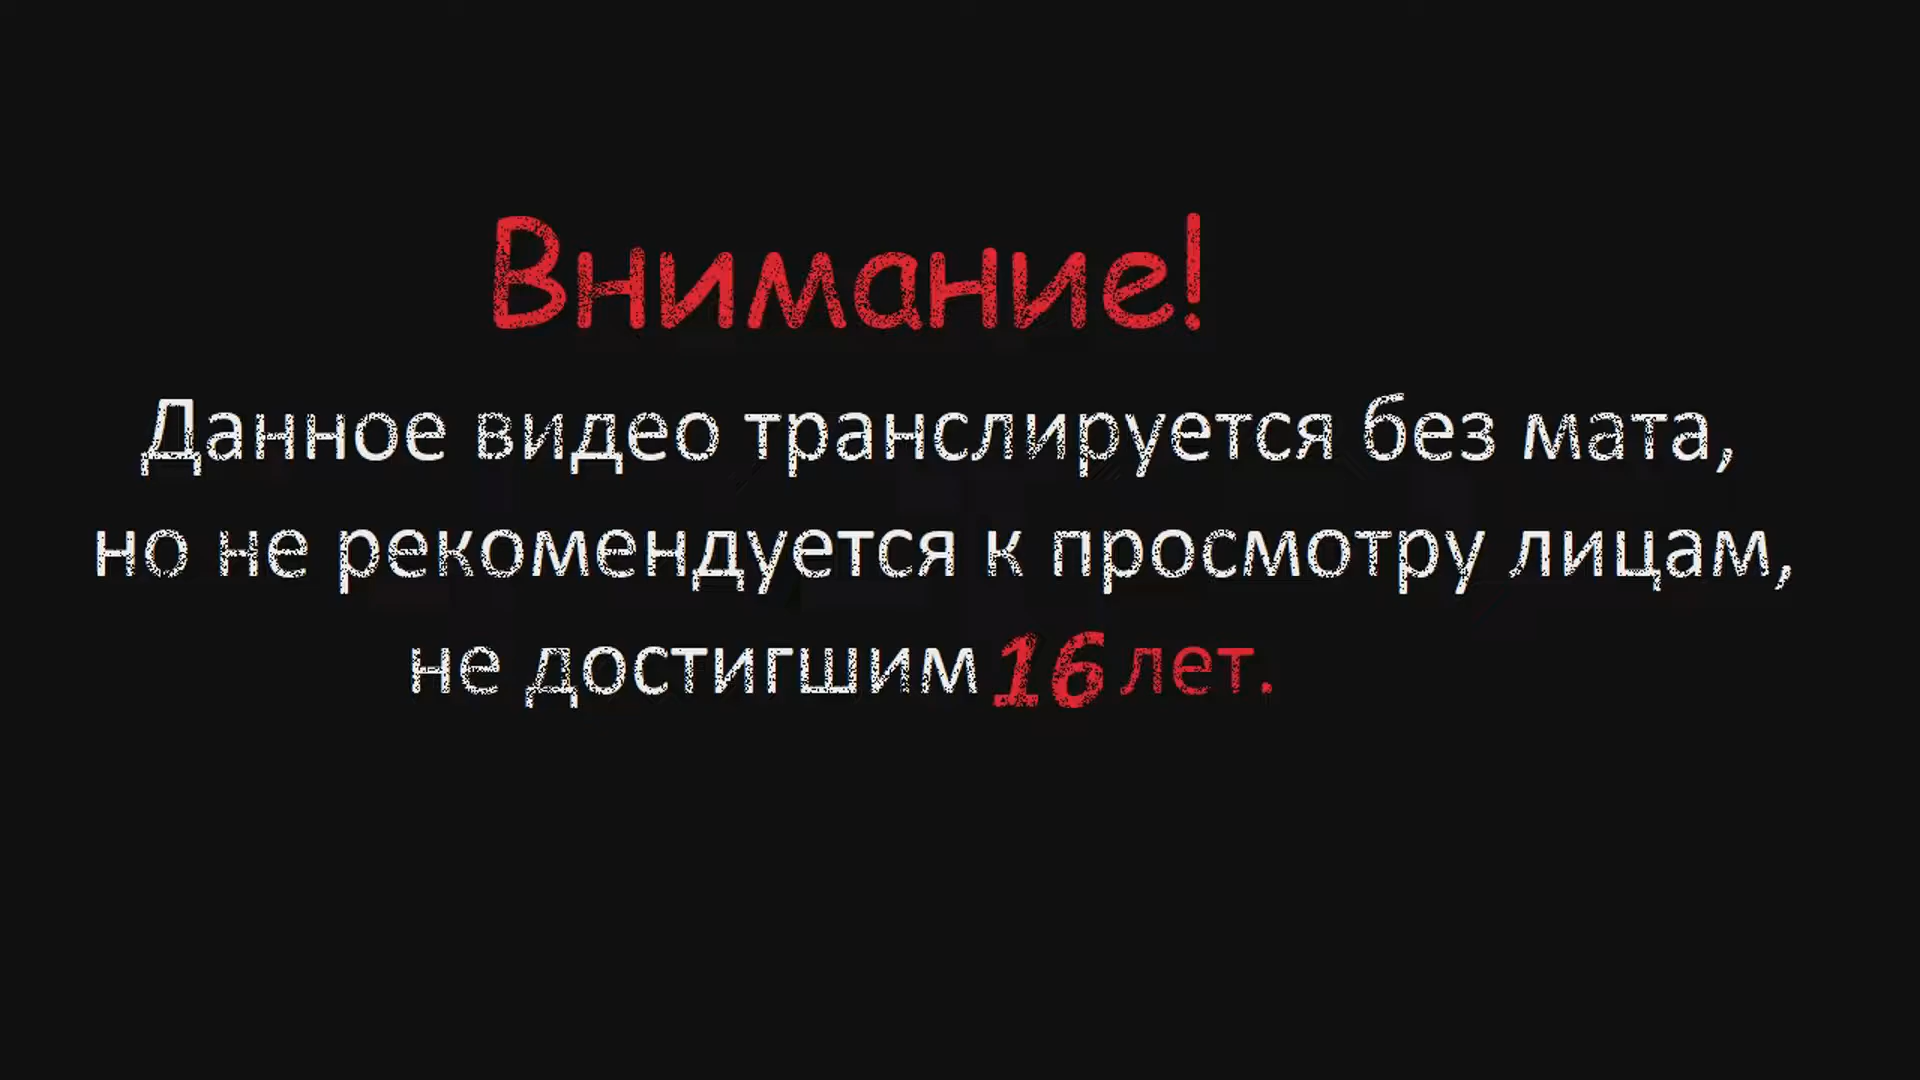 Внимание!
Данное видео транслируется без мата,
но не рекомендуется к просмотру лицам,
не достигшим 16 лет.